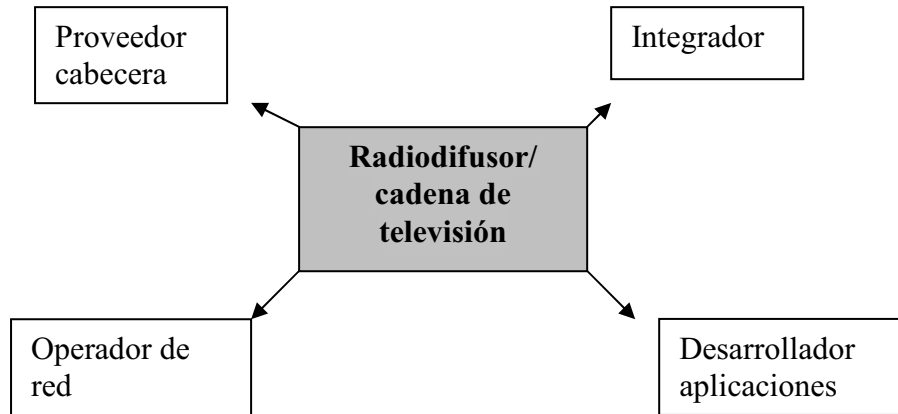 Proveedor
cabecera
Integrador
Radiodifusor/
cadena de
televisión
Operador de
red
Desarrollador
aplicaciones